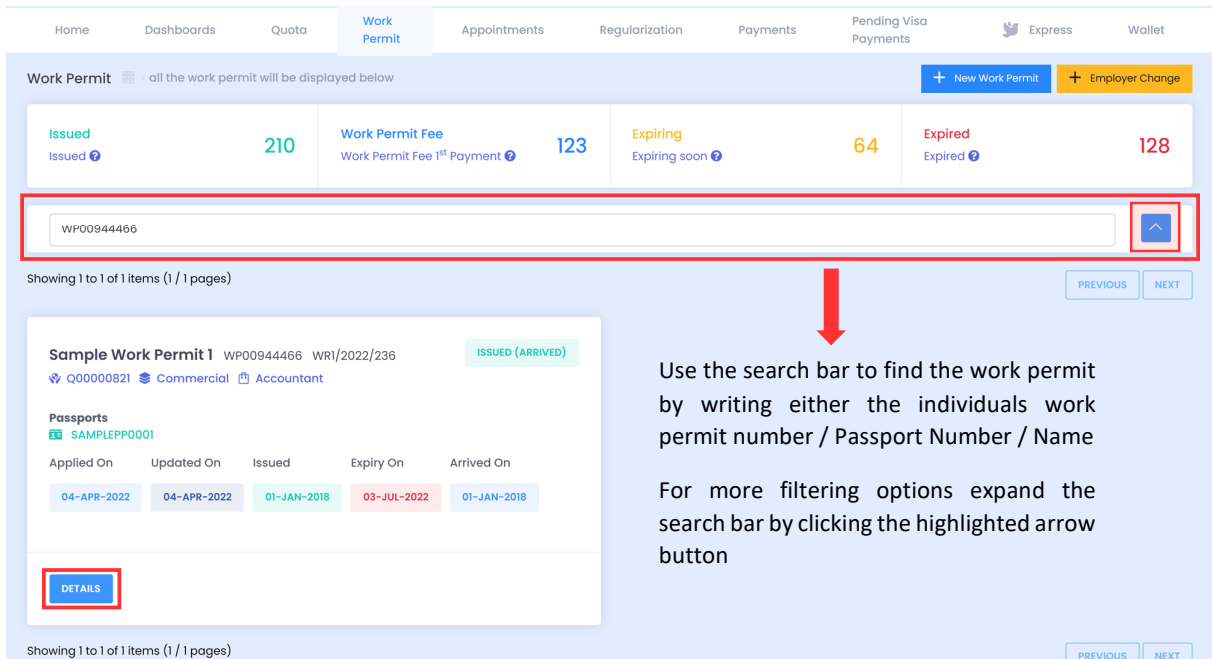 Home Dashboards Quota Work Permit Appointments Regularization Payments Pending Visa Payments Express Wallet
Work Permit - all the work permit will be displayed below + New Work Permit + Employer Change
Issued 210 Work Permit Fee 123 Expiring 64 Expired 128
Issued ? Work Permit Fee 1st Payment ? Expiring soon ? Expired ?
WP00944466
Showing 1 to 1 of 1 items (1 / 1 pages) PREVIOUS NEXT
Sample Work Permit 1 WP00944466 WR1/2022/236 ISSUED (ARRIVED)
Q00000821 Commercial Accountant
Passports
SAMPLEPP0001
Applied On Updated On Issued Expiry On Arrived On
04-APR-2022 04-APR-2022 01-JAN-2018 03-JUL-2022 01-JAN-2018
DETAILS
Use the search bar to find the work permit
by writing either the individuals work
permit number / Passport Number / Name
For more filtering options expand the
search bar by clicking the highlighted arrow
button
Showing 1 to 1 of 1 items (1 / 1 pages) PREVIOUS NEXT